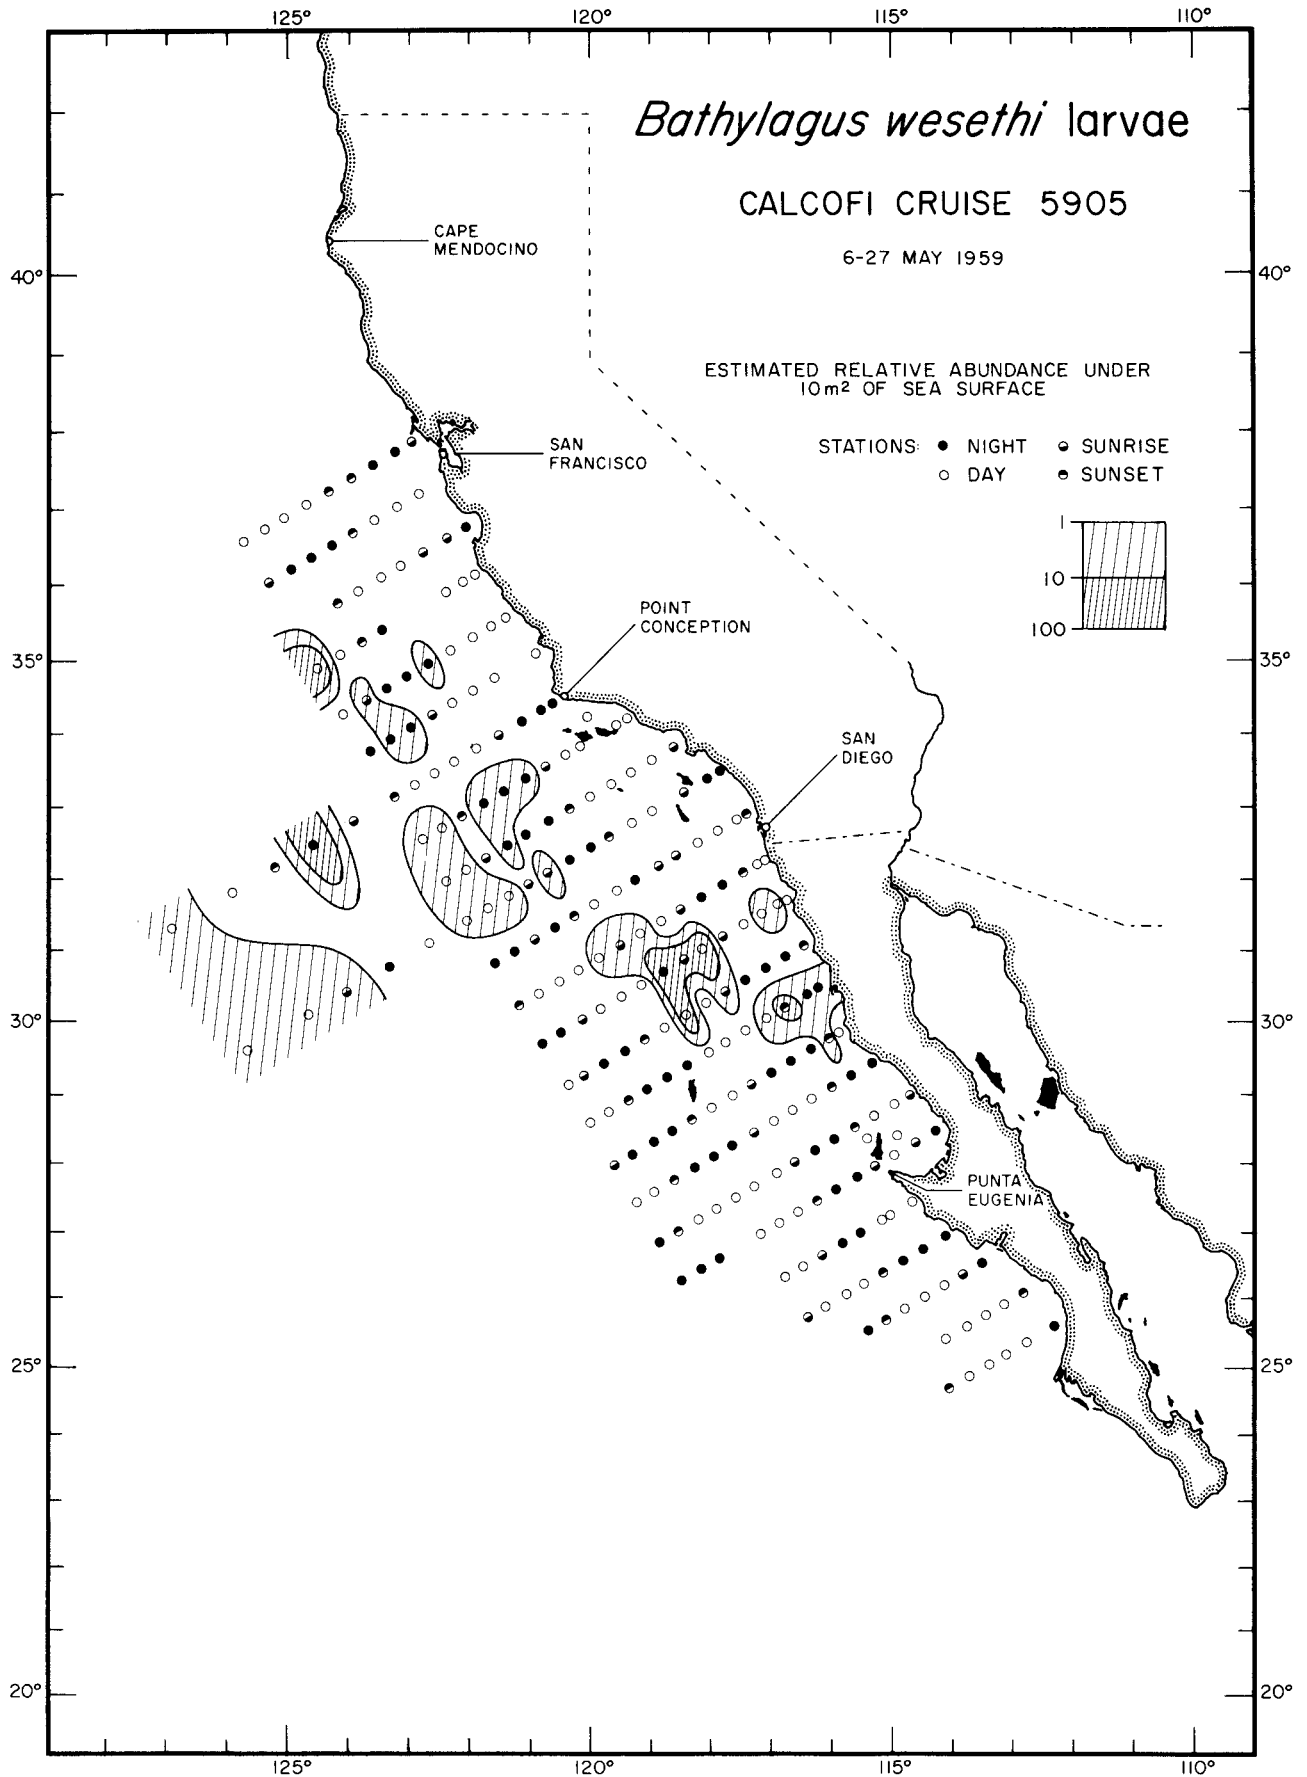 125° 120° 115° 110°
Bathylagus wesethi larvae
CALCOFI CRUISE 5905
6-27 MAY 1959
CAPE
MENDOCINO
40° 40°
ESTIMATED RELATIVE ABUNDANCE UNDER
10m² OF SEA SURFACE
STATIONS: NIGHT SUNRISE
DAY SUNSET
SAN
FRANCISCO
1
10
100
POINT
CONCEPTION
35° 35°
SAN
DIEGO
30° 30°
PUNTA
EUGENIA
25° 25°
20° 20°
125° 120° 115° 110°